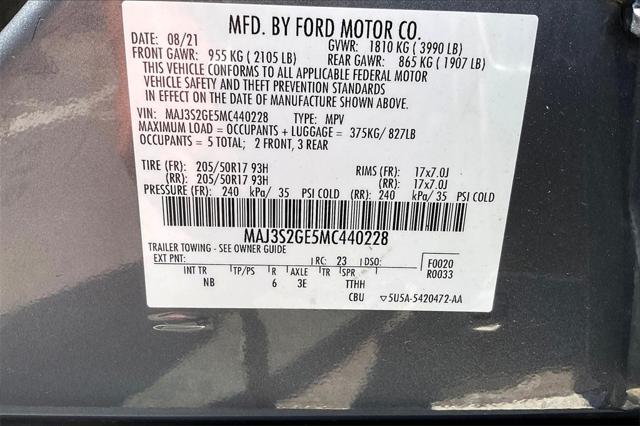 MFD. BY FORD MOTOR CO.
DATE: 08/21 GVWR: 1810 KG ( 3990 LB)
FRONT GAWR: 955 KG ( 2105 LB) REAR GAWR: 865 KG ( 1907 LB)
THIS VEHICLE CONFORMS TO ALL APPLICABLE FEDERAL MOTOR
VEHICLE SAFETY AND THEFT PREVENTION STANDARDS
IN EFFECT ON THE DATE OF MANUFACTURE SHOWN ABOVE.
VIN: MAJ3S2GE5MC440228 TYPE: MPV
MAXIMUM LOAD = OCCUPANTS + LUGGAGE = 375KG/ 827LB
OCCUPANTS = 5 TOTAL; 2 FRONT, 3 REAR
TIRE (FR): 205/50R17 93H RIMS (FR): 17x7.0J
(RR): 205/50R17 93H (RR): 17x7.0J
PRESSURE (FR): 240 kPa/ 35 PSI COLD (RR): 240 kPa/ 35 PSI COLD
MAJ3S2GE5MC440228
TRAILER TOWING - SEE OWNER GUIDE
EXT PNT: RC: 23 DSO: F0020
R0033
INT TR TP/PS R AXLE TR SPR
NB 6 3E TTHH
CBU ▽5U5A-5420472-AA